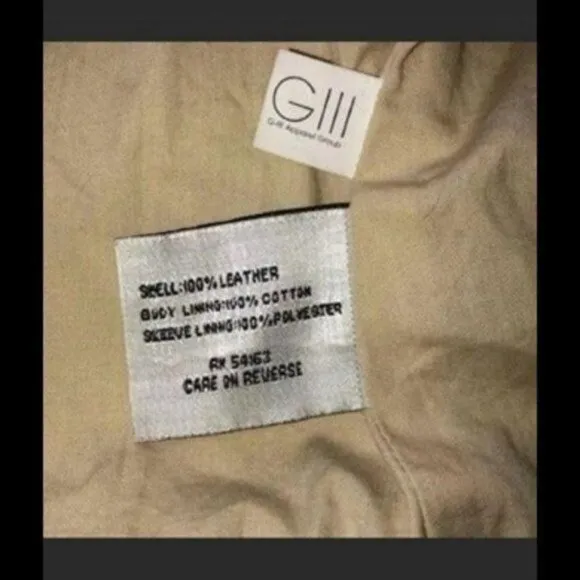 GIII
G-III Apparel Group
SHELL:100% LEATHER
BODY LINING:100% COTTON
SLEEVE LINING:100% POLYESTER
RN 54163
CARE ON REVERSE